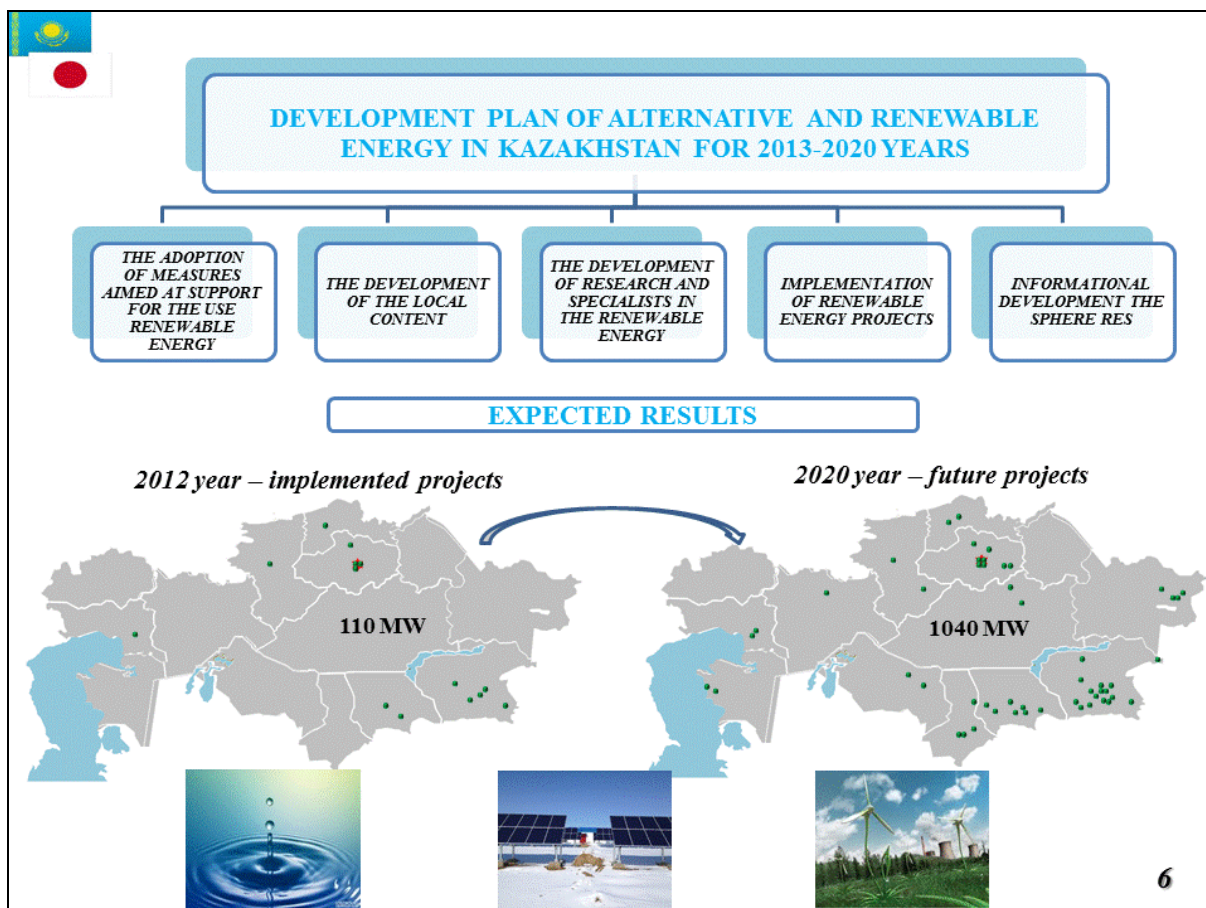 DEVELOPMENT PLAN OF ALTERNATIVE AND RENEWABLE
ENERGY IN KAZAKHSTAN FOR 2013-2020 YEARS
THE ADOPTION
OF MEASURES
AIMED AT SUPPORT
FOR THE USE
RENEWABLE
ENERGY
THE DEVELOPMENT
OF THE LOCAL
CONTENT
THE DEVELOPMENT
OF RESEARCH AND
SPECIALISTS IN
THE RENEWABLE
ENERGY
IMPLEMENTATION
OF RENEWABLE
ENERGY PROJECTS
INFORMATIONAL
DEVELOPMENT THE
SPHERE RES
EXPECTED RESULTS
2012 year – implemented projects
2020 year – future projects
110 MW
1040 MW
6